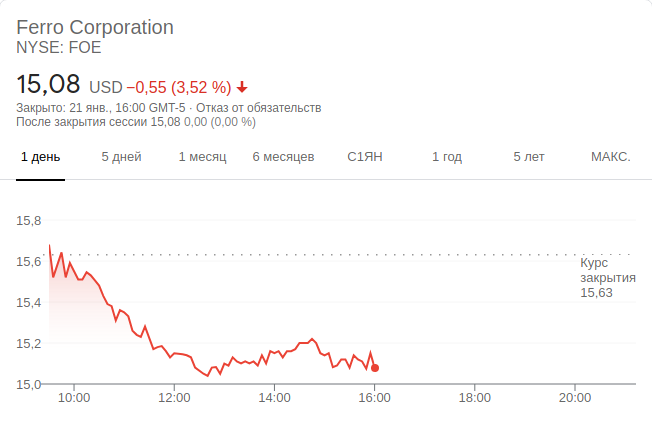 Ferro Corporation
NYSE: FOE
15,08 USD −0,55 (3,52 %)
Закрыто: 21 янв., 16:00 GMT-5 · Отказ от обязательств
После закрытия сессии 15,08 0,00 (0,00 %)
1 день 5 дней 1 месяц 6 месяцев С1ЯН 1 год 5 лет МАКС.
15,8
15,6
15,4
15,2
15,0
Курс
закрытия
15,63
10:00 12:00 14:00 16:00 18:00 20:00